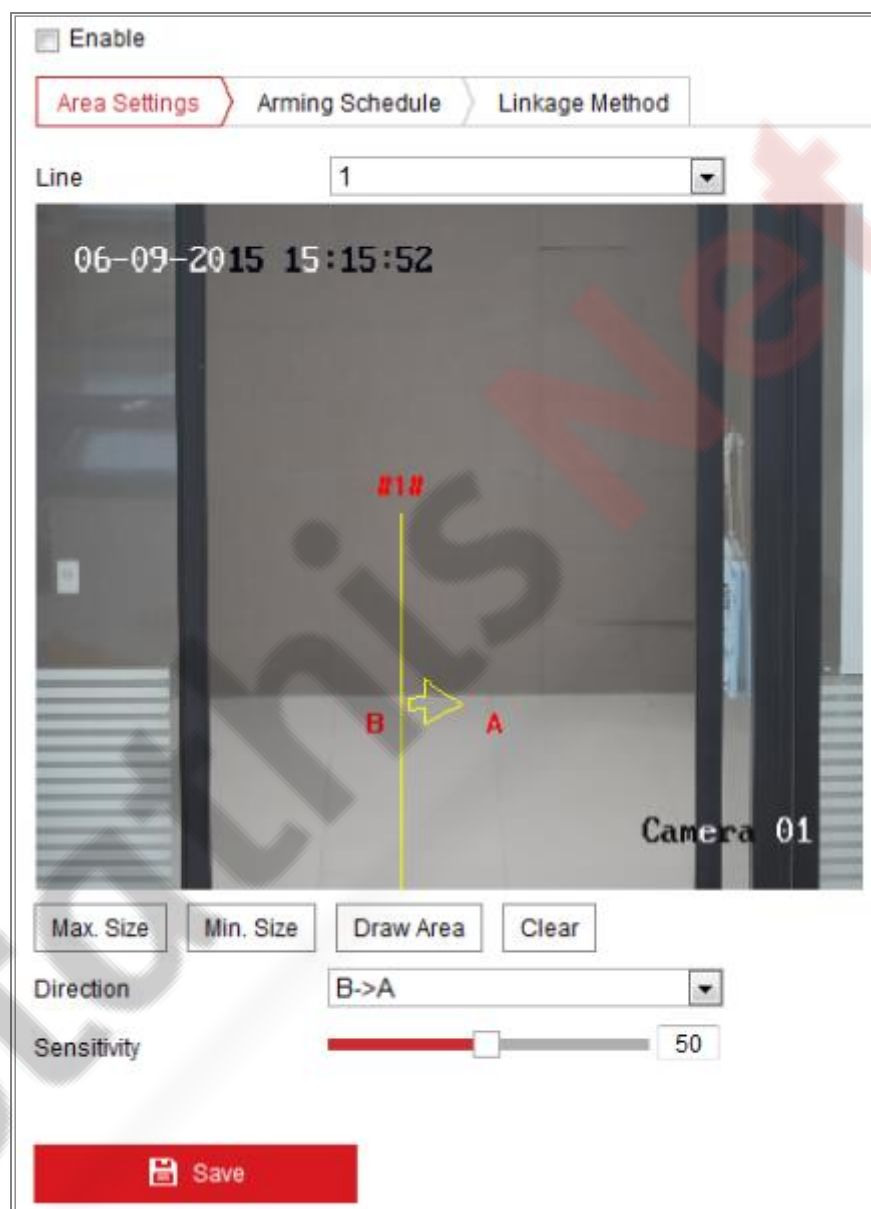 Enable
Area Settings Arming Schedule Linkage Method
Line 1
06-09-2015 15:15:52
#1#
B A
Camera 01
Max. Size Min. Size Draw Area Clear
Direction B->A
Sensitivity 50
Save
Net